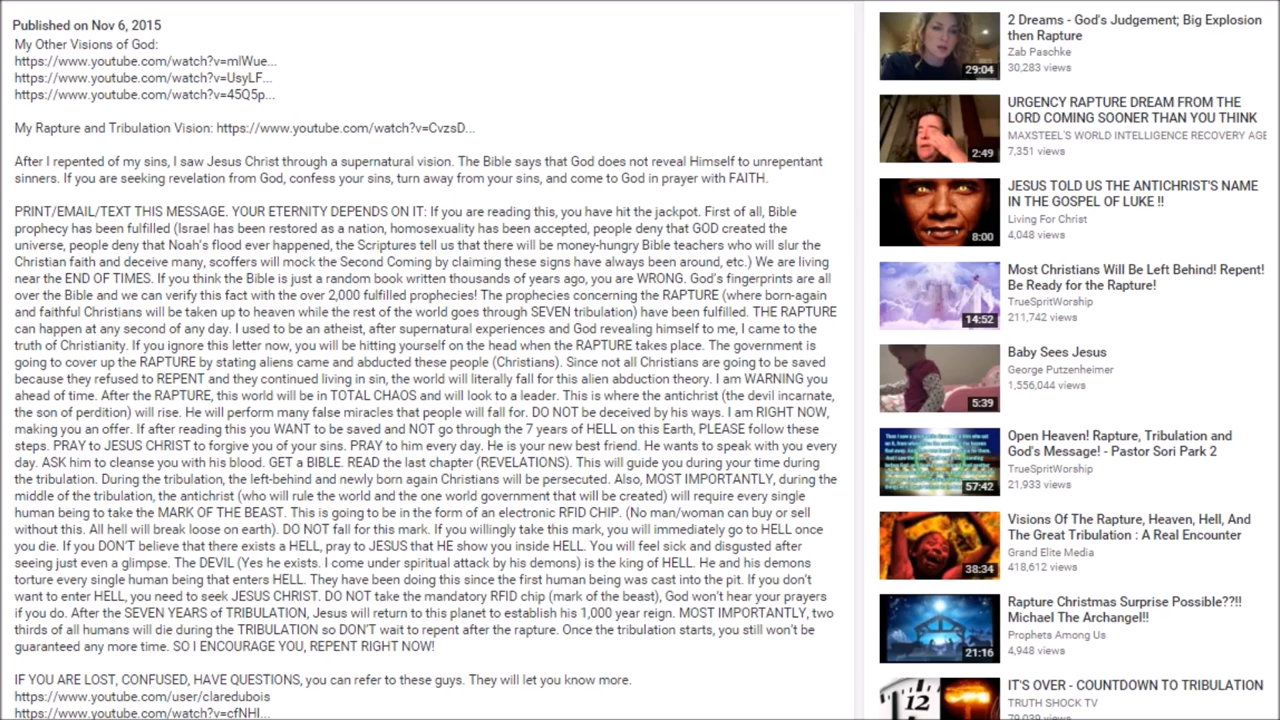 Published on Nov 6, 2015
My Other Visions of God:
https://www.youtube.com/watch?v=mlWue...
https://www.youtube.com/watch?v=UsyLF...
https://www.youtube.com/watch?v=45Q5p...
My Rapture and Tribulation Vision: https://www.youtube.com/watch?v=CvzsD...
After I repented of my sins, I saw Jesus Christ through a supernatural vision. The Bible says that God does not reveal Himself to unrepentant
sinners. If you are seeking revelation from God, confess your sins, turn away from your sins, and come to God in prayer with FAITH.
PRINT/EMAIL/TEXT THIS MESSAGE. YOUR ETERNITY DEPENDS ON IT: If you are reading this, you have hit the jackpot. First of all, Bible
prophecy has been fulfilled (Israel has been restored as a nation, homosexuality has been accepted, people deny that GOD created the
universe, people deny that Noah's flood ever happened, the Scriptures tell us that there will be money-hungry Bible teachers who will slur the
Christian faith and deceive many, scoffers will mock the Second Coming by claiming these signs have always been around, etc.) We are living
near the END OF TIMES. If you think the Bible is just a random book written thousands of years ago, you are WRONG. God's fingerprints are all
over the Bible and we can verify this fact with the over 2,000 fulfilled prophecies! The prophecies concerning the RAPTURE (where born-again
and faithful Christians will be taken up to heaven while the rest of the world goes through SEVEN tribulation) have been fulfilled. THE RAPTURE
can happen at any second of any day. I used to be an atheist, after supernatural experiences and God revealing himself to me, I came to the
truth of Christianity. If you ignore this letter now, you will be hitting yourself on the head when the RAPTURE takes place. The government is
going to cover up the RAPTURE by stating aliens came and abducted these people (Christians). Since not all Christians are going to be saved
because they refused to REPENT and they continued living in sin, the world will literally fall for this alien abduction theory. I am WARNING you
ahead of time. After the RAPTURE, this world will be in TOTAL CHAOS and will look to a leader. This is where the antichrist (the devil incarnate,
the son of perdition) will rise. He will perform many false miracles that people will fall for. DO NOT be deceived by his ways. I am RIGHT NOW,
making you an offer. If after reading this you WANT to be saved and NOT go through the 7 years of HELL on this Earth, PLEASE follow these
steps. PRAY to JESUS CHRIST to forgive you of your sins. PRAY to him every day. He is your new best friend. He wants to speak with you every
day. ASK him to cleanse you with his blood. Get a BIBLE. READ the last chapter (REVELATIONS). This will guide you during your time during
the tribulation. During the tribulation, left-behind and newly born again Christians will be persecuted. Also, MOST IMPORTANTLY, during the
middle of the tribulation, the antichrist (who will rule the world and the one world government that will be created) will require every single
human being to take the MARK OF THE BEAST. This is going to be in the form of an electronic RFID CHIP. (No man/woman can buy or sell
without this. All hell will break loose on earth). DO NOT fall for this mark. If you willingly take this mark, you will immediately go to HELL once
you die. If you DON'T believe that there exists a HELL, pray to JESUS that HE show you inside HELL. You will feel sick and disgusted after
seeing just even a glimpse. The DEVIL (Yes he exists. I come under spiritual attack by his demons) is the king of HELL. He and his demons
torture every single human being that enters HELL. They have been doing this since the first human being was cast into the pit. If you don't
want to enter HELL, you need to seek JESUS CHRIST. DO NOT take the mandatory RFID chip (mark of the beast), God won't hear your prayers
if you do. After the SEVEN YEARS of TRIBULATION, Jesus will return to this planet to establish his 1,000 year reign. MOST IMPORTANTLY, two
thirds of all humans will die during the TRIBULATION so DON'T wait to repent after the rapture. Once the tribulation starts, you still won't be
guaranteed any more time. SO I ENCOURAGE YOU, REPENT RIGHT NOW!
IF YOU ARE LOST, CONFUSED, HAVE QUESTIONS, you can refer to these guys. They will let you know more.
https://www.youtube.com/user/claredubois
https://www.youtube.com/watch?v=cfNHI...
2 Dreams - God's Judgement; Big Explosion
then Rapture
Zab Paschke
30,283 views
29:04
URGENCY RAPTURE DREAM FROM THE
LORD COMING SOONER THAN YOU THINK
MAXSTEEL'S WORLD INTELLIGENCE RECOVERY AGE
7,351 views
2:49
JESUS TOLD US THE ANTICHRIST'S NAME
IN THE GOSPEL OF LUKE !!
Living For Christ
4,048 views
8:00
Most Christians Will Be Left Behind! Repent!
Be Ready for the Rapture!
TrueSpritWorship
211,742 views
14:52
Baby Sees Jesus
George Putzenheimer
1,556,044 views
5:39
Open Heaven! Rapture, Tribulation and
God's Message! - Pastor Sori Park 2
TrueSpritWorship
21,933 views
57:42
Visions Of The Rapture, Heaven, Hell, And
The Great Tribulation : A Real Encounter
Grand Elite Media
418,612 views
38:34
Rapture Christmas Surprise Possible??!!
Michael The Archangel!!
Prophets Among Us
4,948 views
21:16
IT'S OVER - COUNTDOWN TO TRIBULATION
TRUTH SHOCK TV
79,039 views
12